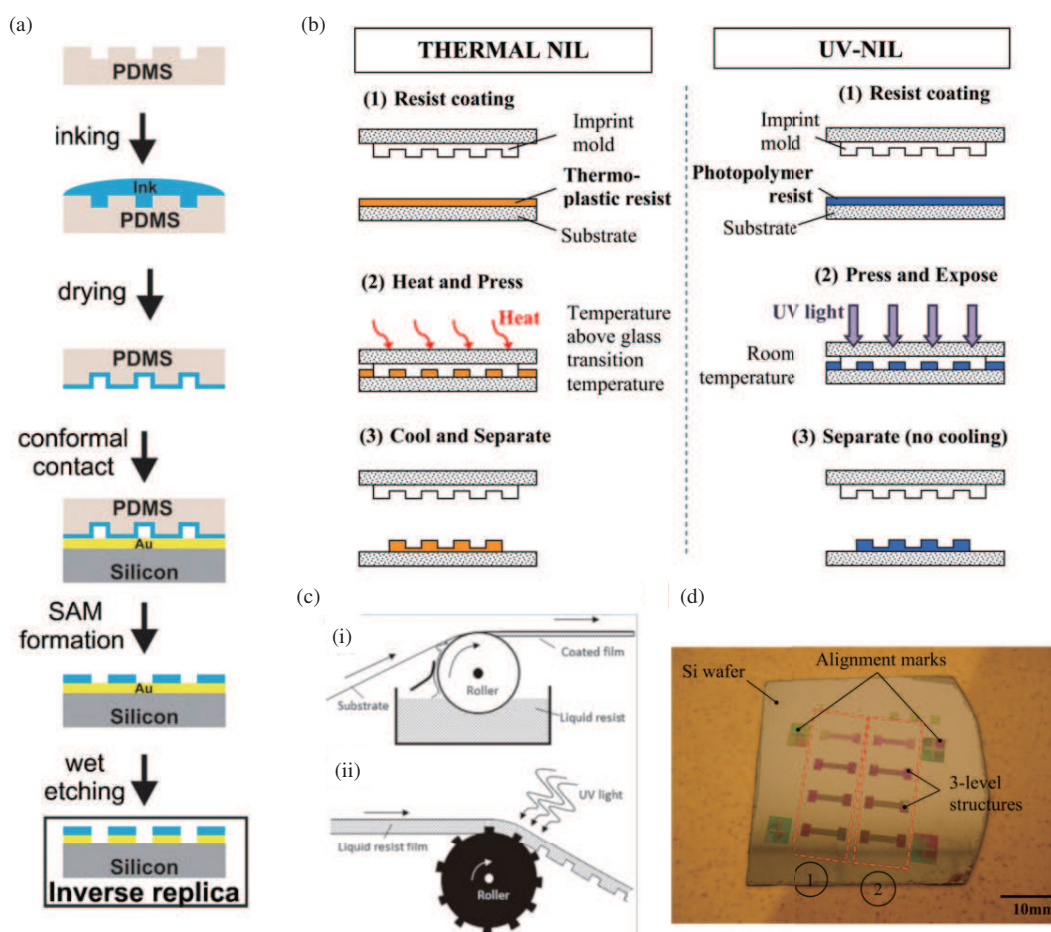 (a)
PDMS
inking
Ink
PDMS
drying
PDMS
conformal
contact
PDMS
Au
Silicon
SAM
formation
Au
Silicon
wet
etching
Silicon
Inverse replica
(b)
THERMAL NIL
(1) Resist coating
Imprint
mold
Thermo-
plastic resist
Substrate
(2) Heat and Press
Heat
Temperature
above glass
transition
temperature
(3) Cool and Separate
UV-NIL
(1) Resist coating
Imprint
mold
Photopolymer
resist
Substrate
(2) Press and Expose
UV light
Room
temperature
(3) Separate (no cooling)
(c)
(i)
Coated film
Roller
Substrate
Liquid resist
(ii)
UV light
Liquid resist film
Roller
(d)
Si wafer
Alignment marks
3-level
structures
1
2
10mm